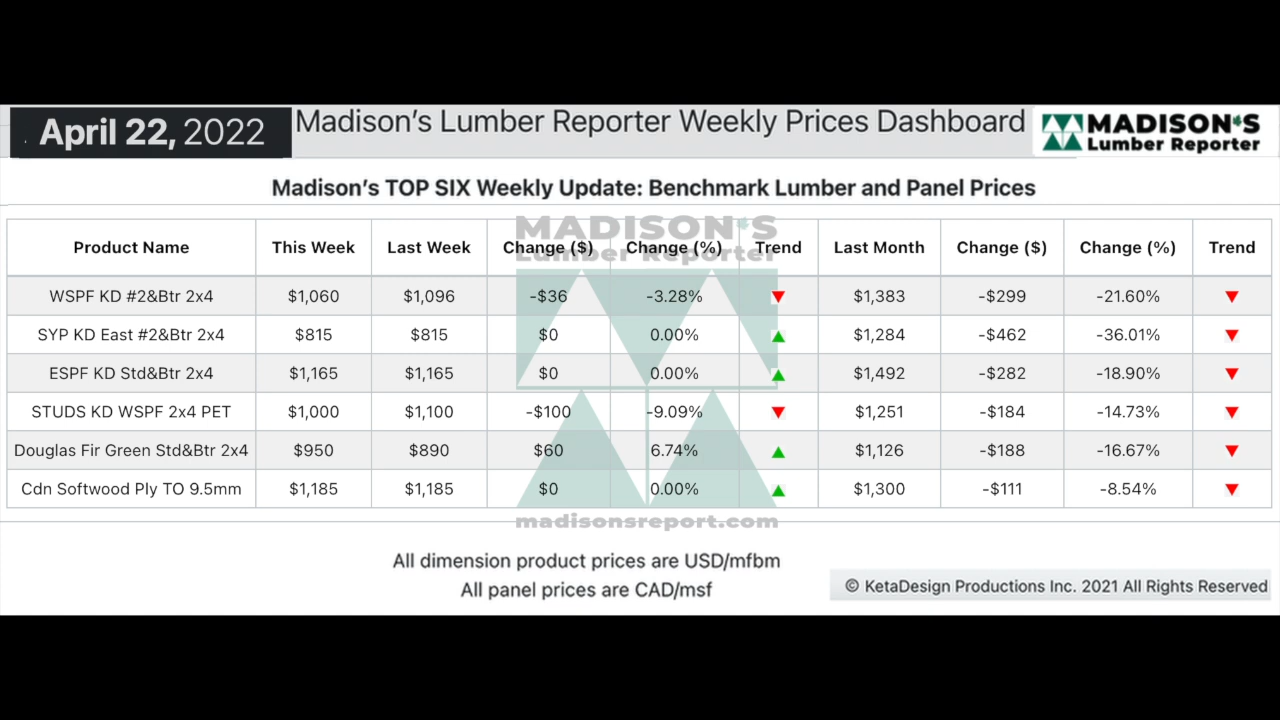 April 22, 2022
Madison's Lumber Reporter Weekly Prices Dashboard
MADISON'S
Lumber Reporter
Madison's TOP SIX Weekly Update: Benchmark Lumber and Panel Prices
MADISON'S
Lumber Reporter
Product Name This Week Last Week Change ($) Change (%) Trend Last Month Change ($) Change (%) Trend
WSPF KD #2&Btr 2x4 $1,060 $1,096 -$36 -3.28% ▼ $1,383 -$299 -21.60% ▼
SYP KD East #2&Btr 2x4 $815 $815 $0 0.00% ▲ $1,284 -$462 -36.01% ▼
ESPF KD Std&Btr 2x4 $1,165 $1,165 $0 0.00% ▲ $1,492 -$282 -18.90% ▼
STUDS KD WSPF 2x4 PET $1,000 $1,100 -$100 -9.09% ▼ $1,251 -$184 -14.73% ▼
Douglas Fir Green Std&Btr 2x4 $950 $890 $60 6.74% ▲ $1,126 -$188 -16.67% ▼
Cdn Softwood Ply TO 9.5mm $1,185 $1,185 $0 0.00% ▲ $1,300 -$111 -8.54% ▼
madisonsreport.com
All dimension product prices are USD/mfbm
All panel prices are CAD/msf
© KetaDesign Productions Inc. 2021 All Rights Reserved